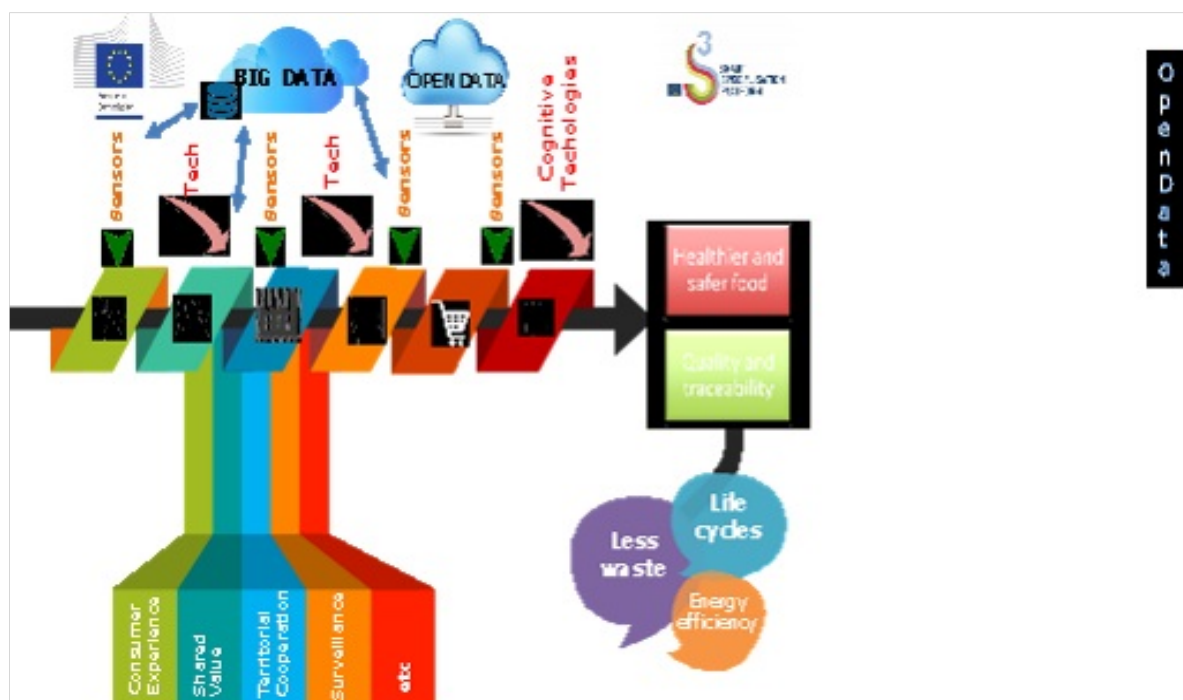 BIG DATA
OPEN DATA
Sensors
Tech
Sensors
Tech
Sensors
Sensors
Cognitive
Techologies
OpenData
Healthier and
safer food
Quality and
traceability
Life
cycles
Less
waste
Energy
efficiency
Consumer
Experience
Shared
Value
Territorial
Cooperation
Surveillance
etc